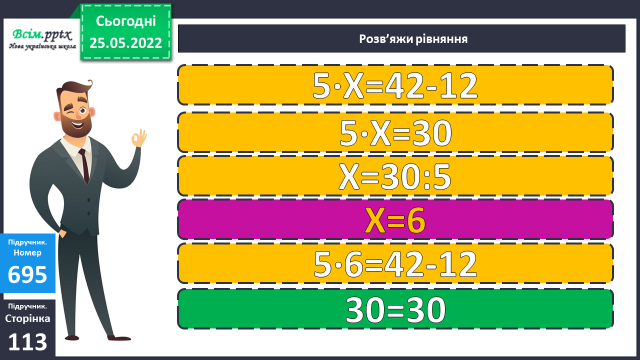 Всім.pptx
Нова українська школа
Сьогодні
25.05.2022
Розв’яжи рівняння
5·Х=42-12
5·Х=30
Х=30:5
Х=6
5·6=42-12
30=30
Підручник.
Номер
695
Підручник.
Сторінка
113